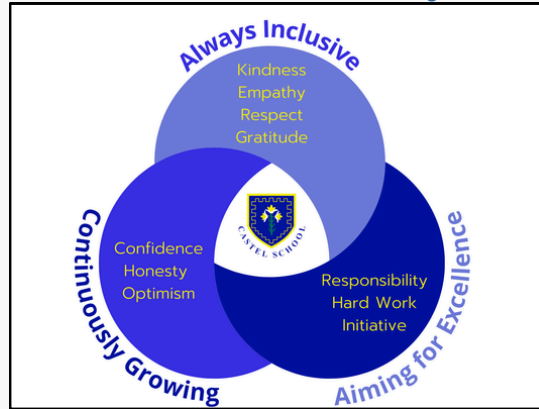 Always Inclusive
Kindness
Empathy
Respect
Gratitude
Continuously Growing
Confidence
Honesty
Optimism
CASTEL SCHOOL
Responsibility
Hard Work
Initiative
Aiming for Excellence